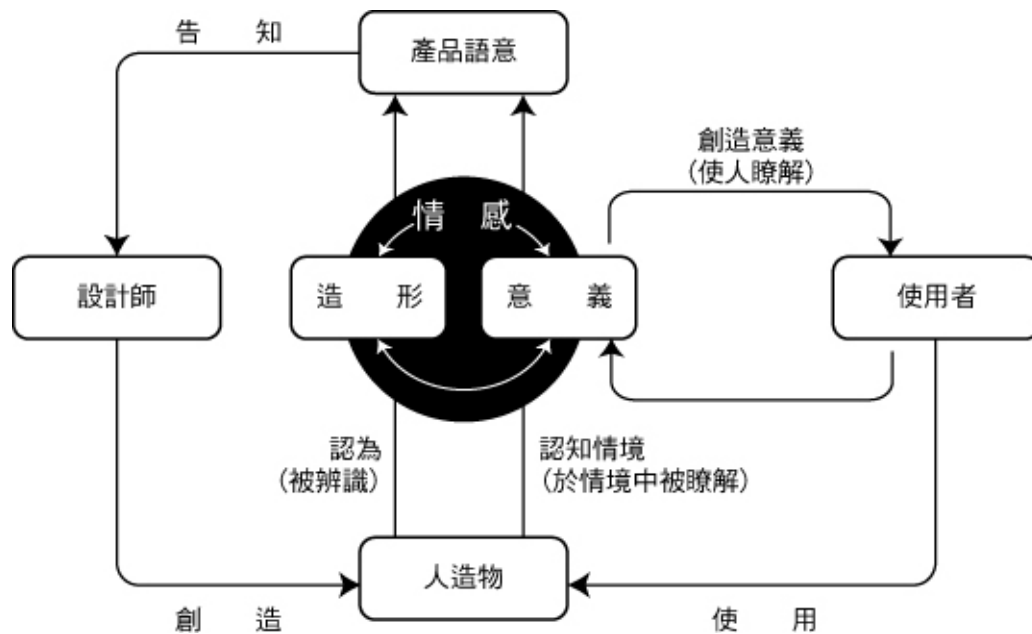 告 知
產品語意
創造意義
(使人瞭解)
情 感
設計師
造 形
意 義
使用者
認為
(被辨識)
認知情境
(於情境中被瞭解)
人造物
創 造
使 用